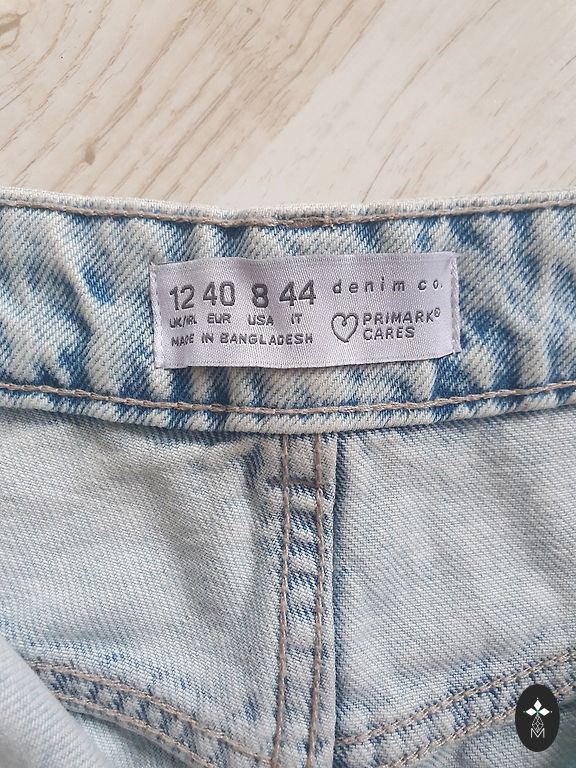 12 40 8 44 denim co.
UK/IRL EUR USA IT
PRIMARK®
MADE IN BANGLADESH CARES
M